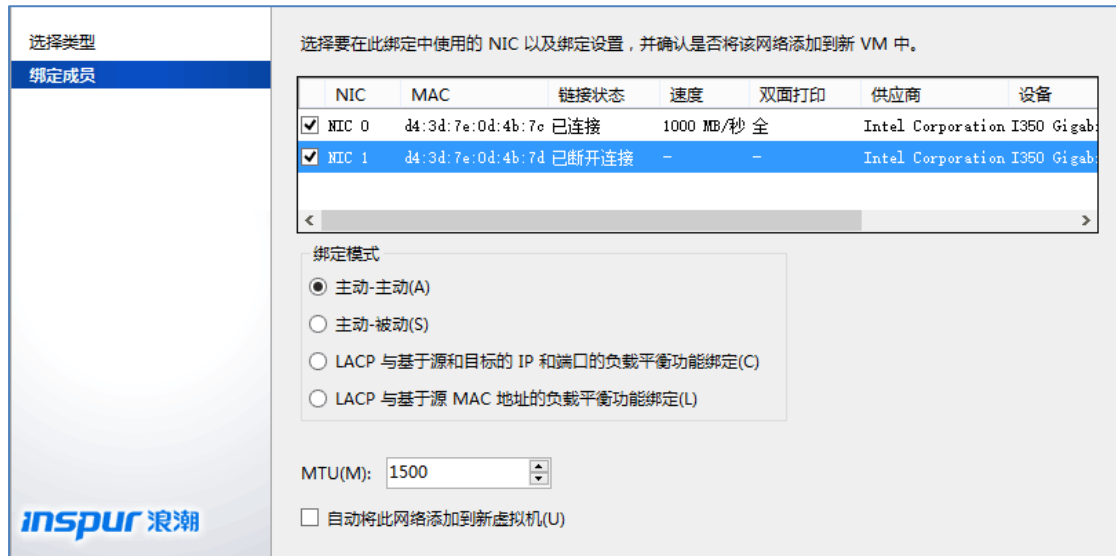 选择类型
绑定成员
选择要在此绑定中使用的 NIC 以及绑定设置，并确认是否将该网络添加到新 VM 中。
NIC MAC 链接状态 速度 双面打印 供应商 设备
NIC 0 d4:3d:7e:0d:4b:7c 已连接 1000 MB/秒 全 Intel Corporation I350 Gigab
NIC 1 d4:3d:7e:0d:4b:7d 已断开连接 - - Intel Corporation I350 Gigab
绑定模式
主动-主动(A)
主动-被动(S)
LACP 与基于源和目标的 IP 和端口的负载平衡功能绑定(C)
LACP 与基于源 MAC 地址的负载平衡功能绑定(L)
MTU(M): 1500
自动将此网络添加到新虚拟机(U)
inspur 浪潮